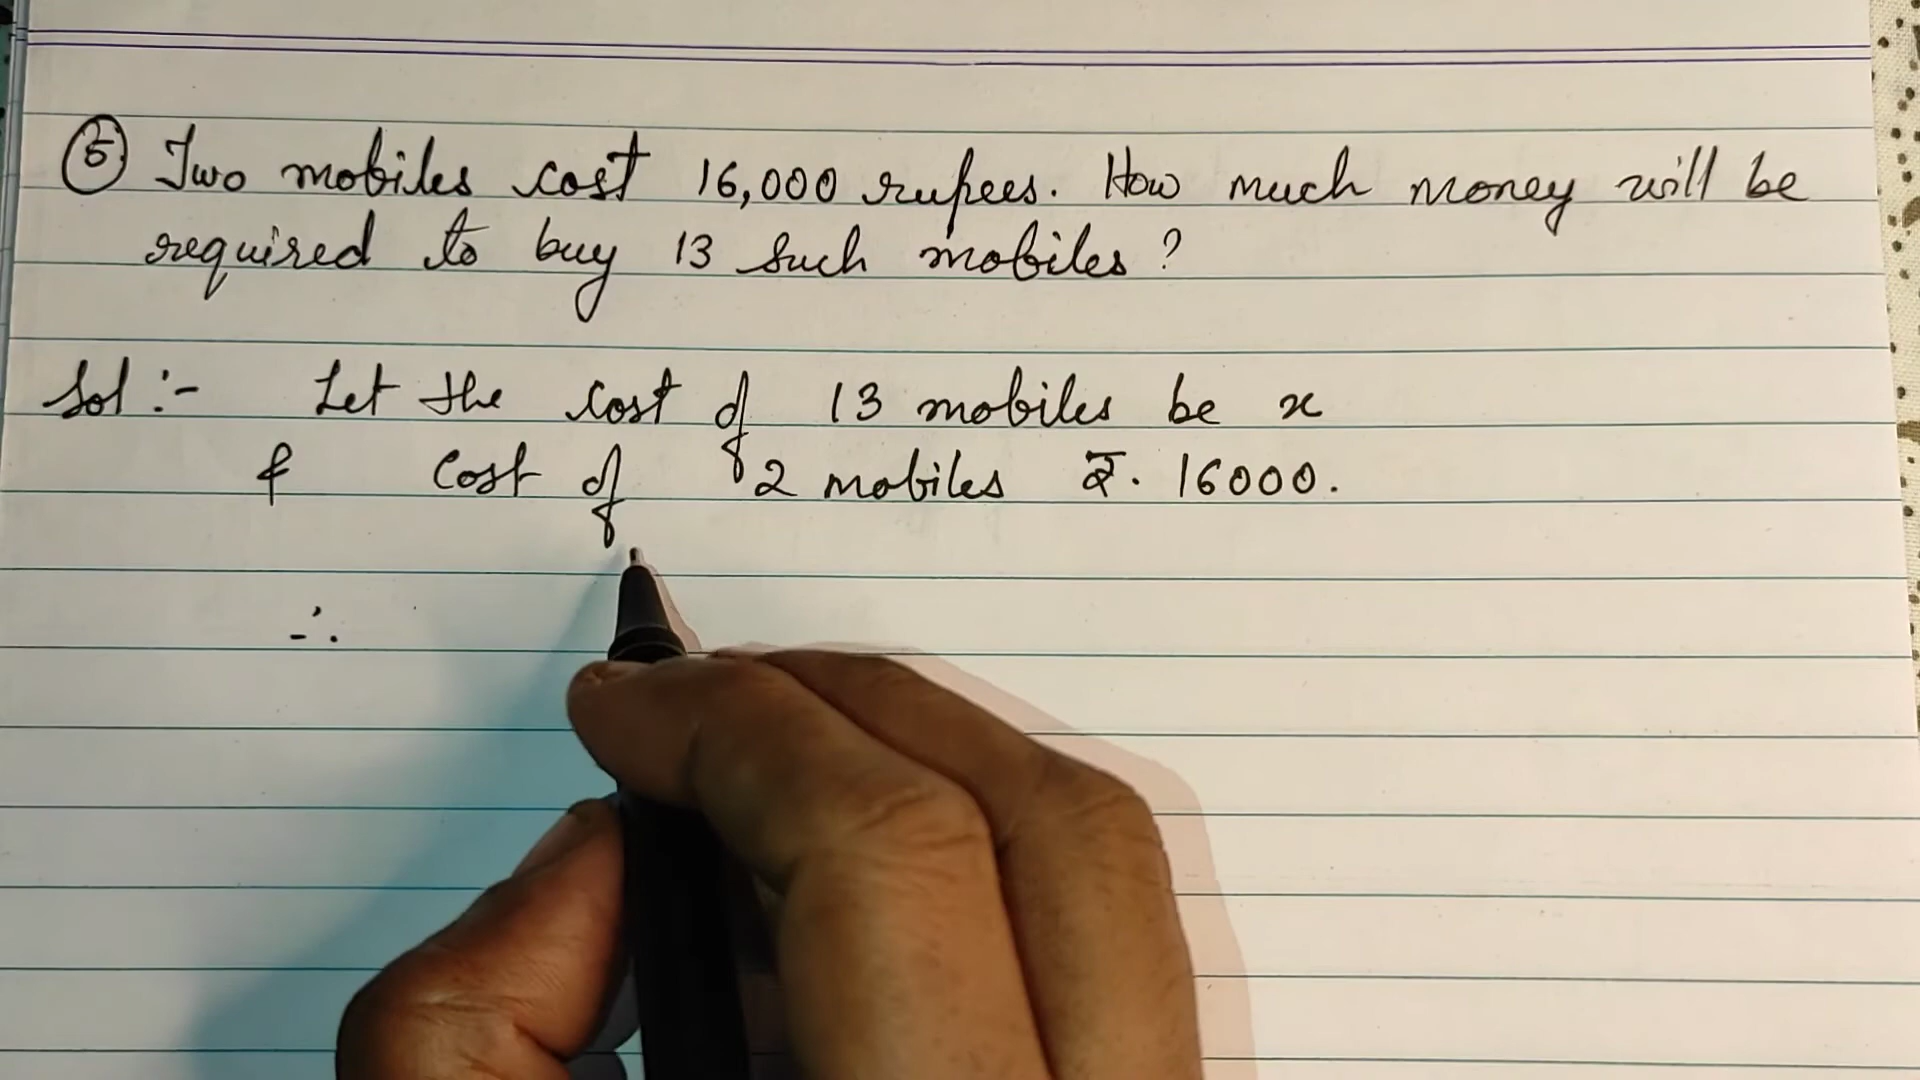 5 Two mobiles cost 16,000 rupees. How much money will be
required to buy 13 such mobiles?
Sol :- Let the cost of 13 mobiles be x
& cost of 2 mobiles ₹. 16000.
∴